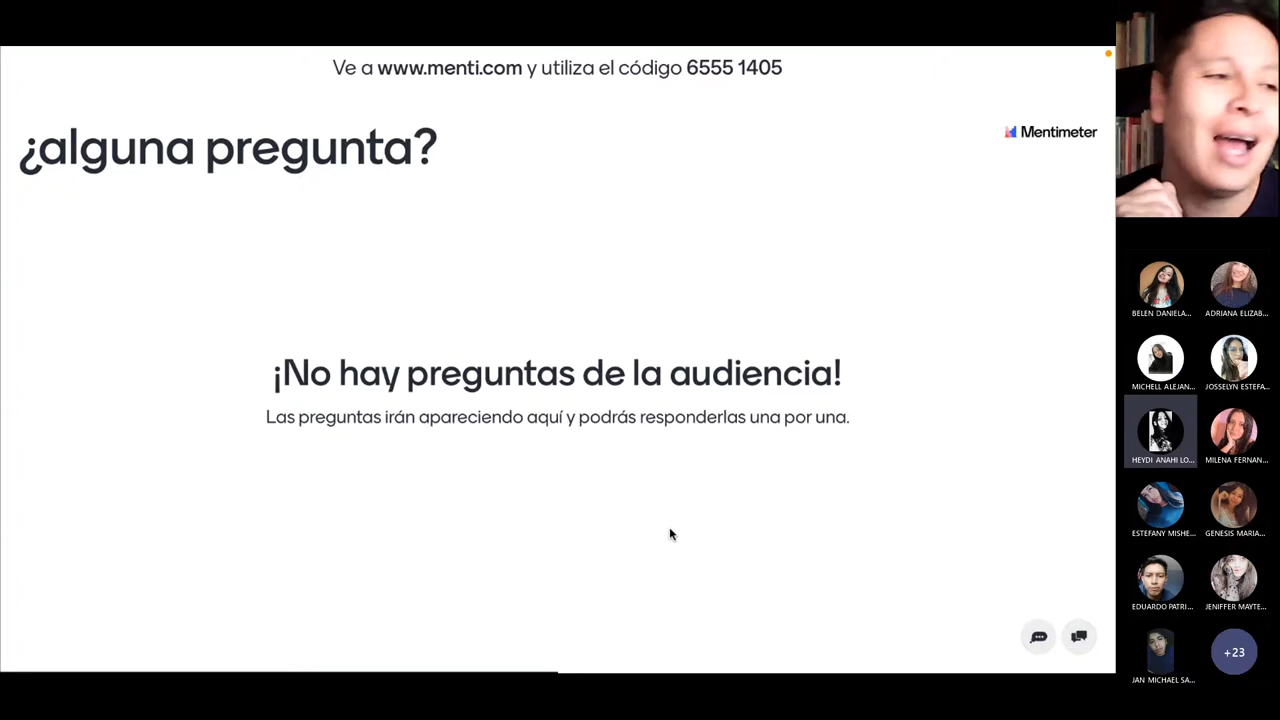 Ve a www.menti.com y utiliza el código 6555 1405
¿alguna pregunta?
Mentimeter
¡No hay preguntas de la audiencia!
Las preguntas irán apareciendo aquí y podrás responderlas una por una.
BELEN DANIELA...
ADRIANA ELIZAB...
MICHELL ALEJAN...
JOSSELYN ESTEFA...
HEYDI ANAHI LO...
MILENA FERNAN...
ESTEFANY MISHE...
GENESIS MARIA...
EDUARDO PATRI...
JENIFFER MAYTE...
JAN MICHAEL SA...
+23